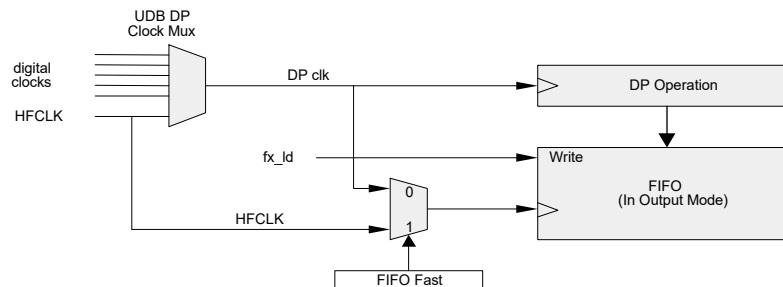 UDB DP
Clock Mux
digital
clocks
DP clk
DP Operation
HFCLK
fx_ld
Write
0
FIFO
(In Output Mode)
HFCLK
1
FIFO Fast